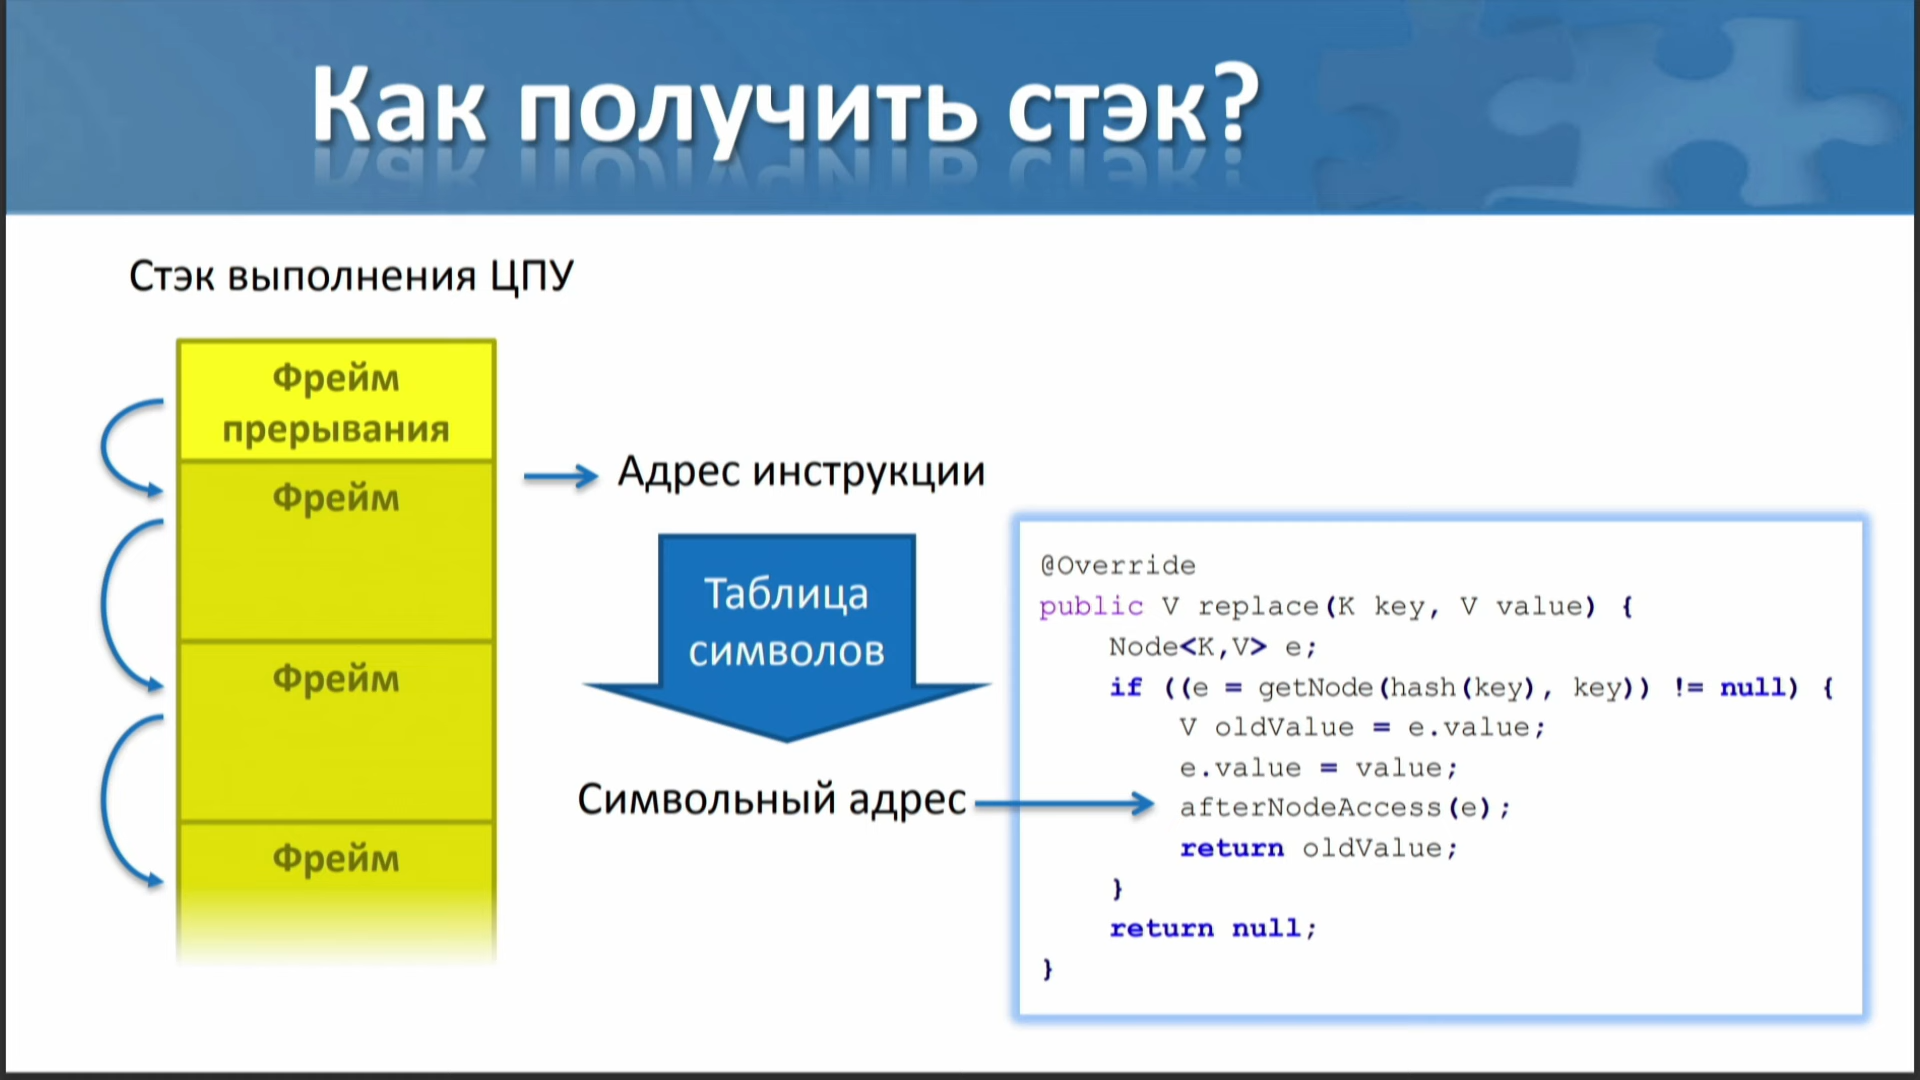 Как получить стэк?
Стэк выполнения ЦПУ
Фрейм
прерывания
Фрейм
Фрейм
Фрейм
Адрес инструкции
Таблица
символов
Символьный адрес
@Override
public V replace(K key, V value) {
    Node<K,V> e;
    if ((e = getNode(hash(key), key)) != null) {
        V oldValue = e.value;
        e.value = value;
        afterNodeAccess(e);
        return oldValue;
    }
    return null;
}